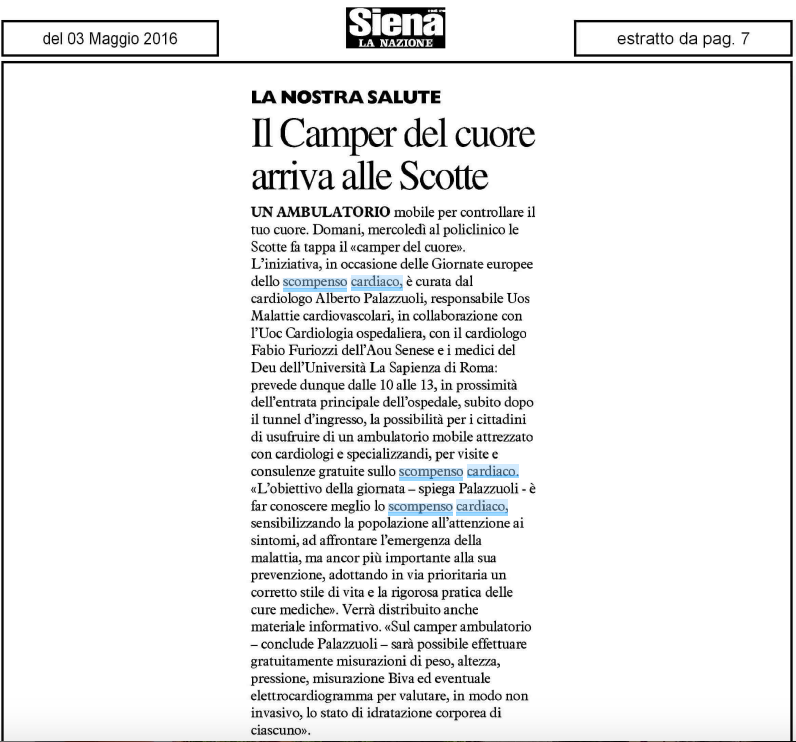 del 03 Maggio 2016
Siena
LA NAZIONE
estratto da pag. 7
LA NOSTRA SALUTE
Il Camper del cuore
arriva alle Scotte
UN AMBULATORIO mobile per controllare il
tuo cuore. Domani, mercoledì al policlinico le
Scotte fa tappa il «camper del cuore».
L'iniziativa, in occasione delle Giornate europee
dello scompenso cardiaco, è curata dal
cardiologo Alberto Palazzuoli, responsabile Uos
Malattie cardiovascolari, in collaborazione con
l'Uoc Cardiologia ospedaliera, con il cardiologo
Fabio Furiozzi dell'Aou Senese e i medici del
Deu dell'Università La Sapienza di Roma:
prevede dunque dalle 10 alle 13, in prossimità
dell'entrata principale dell'ospedale, subito dopo
il tunnel d'ingresso, la possibilità per i cittadini
di usufruire di un ambulatorio mobile attrezzato
con cardiologi e specializzandi, per visite e
consulenze gratuite sullo scompenso cardiaco.
«L'obiettivo della giornata – spiega Palazzuoli - è
far conoscere meglio lo scompenso cardiaco,
sensibilizzando la popolazione all'attenzione ai
sintomi, ad affrontare l'emergenza della
malattia, ma ancor più importante alla sua
prevenzione, adottando in via prioritaria un
corretto stile di vita e la rigorosa pratica delle
cure mediche». Verrà distribuito anche
materiale informativo. «Sul camper ambulatorio
– conclude Palazzuoli – sarà possibile effettuare
gratuitamente misurazioni di peso, altezza,
pressione, misurazione Biva ed eventuale
elettrocardiogramma per valutare, in modo non
invasivo, lo stato di idratazione corporea di
ciascuno».